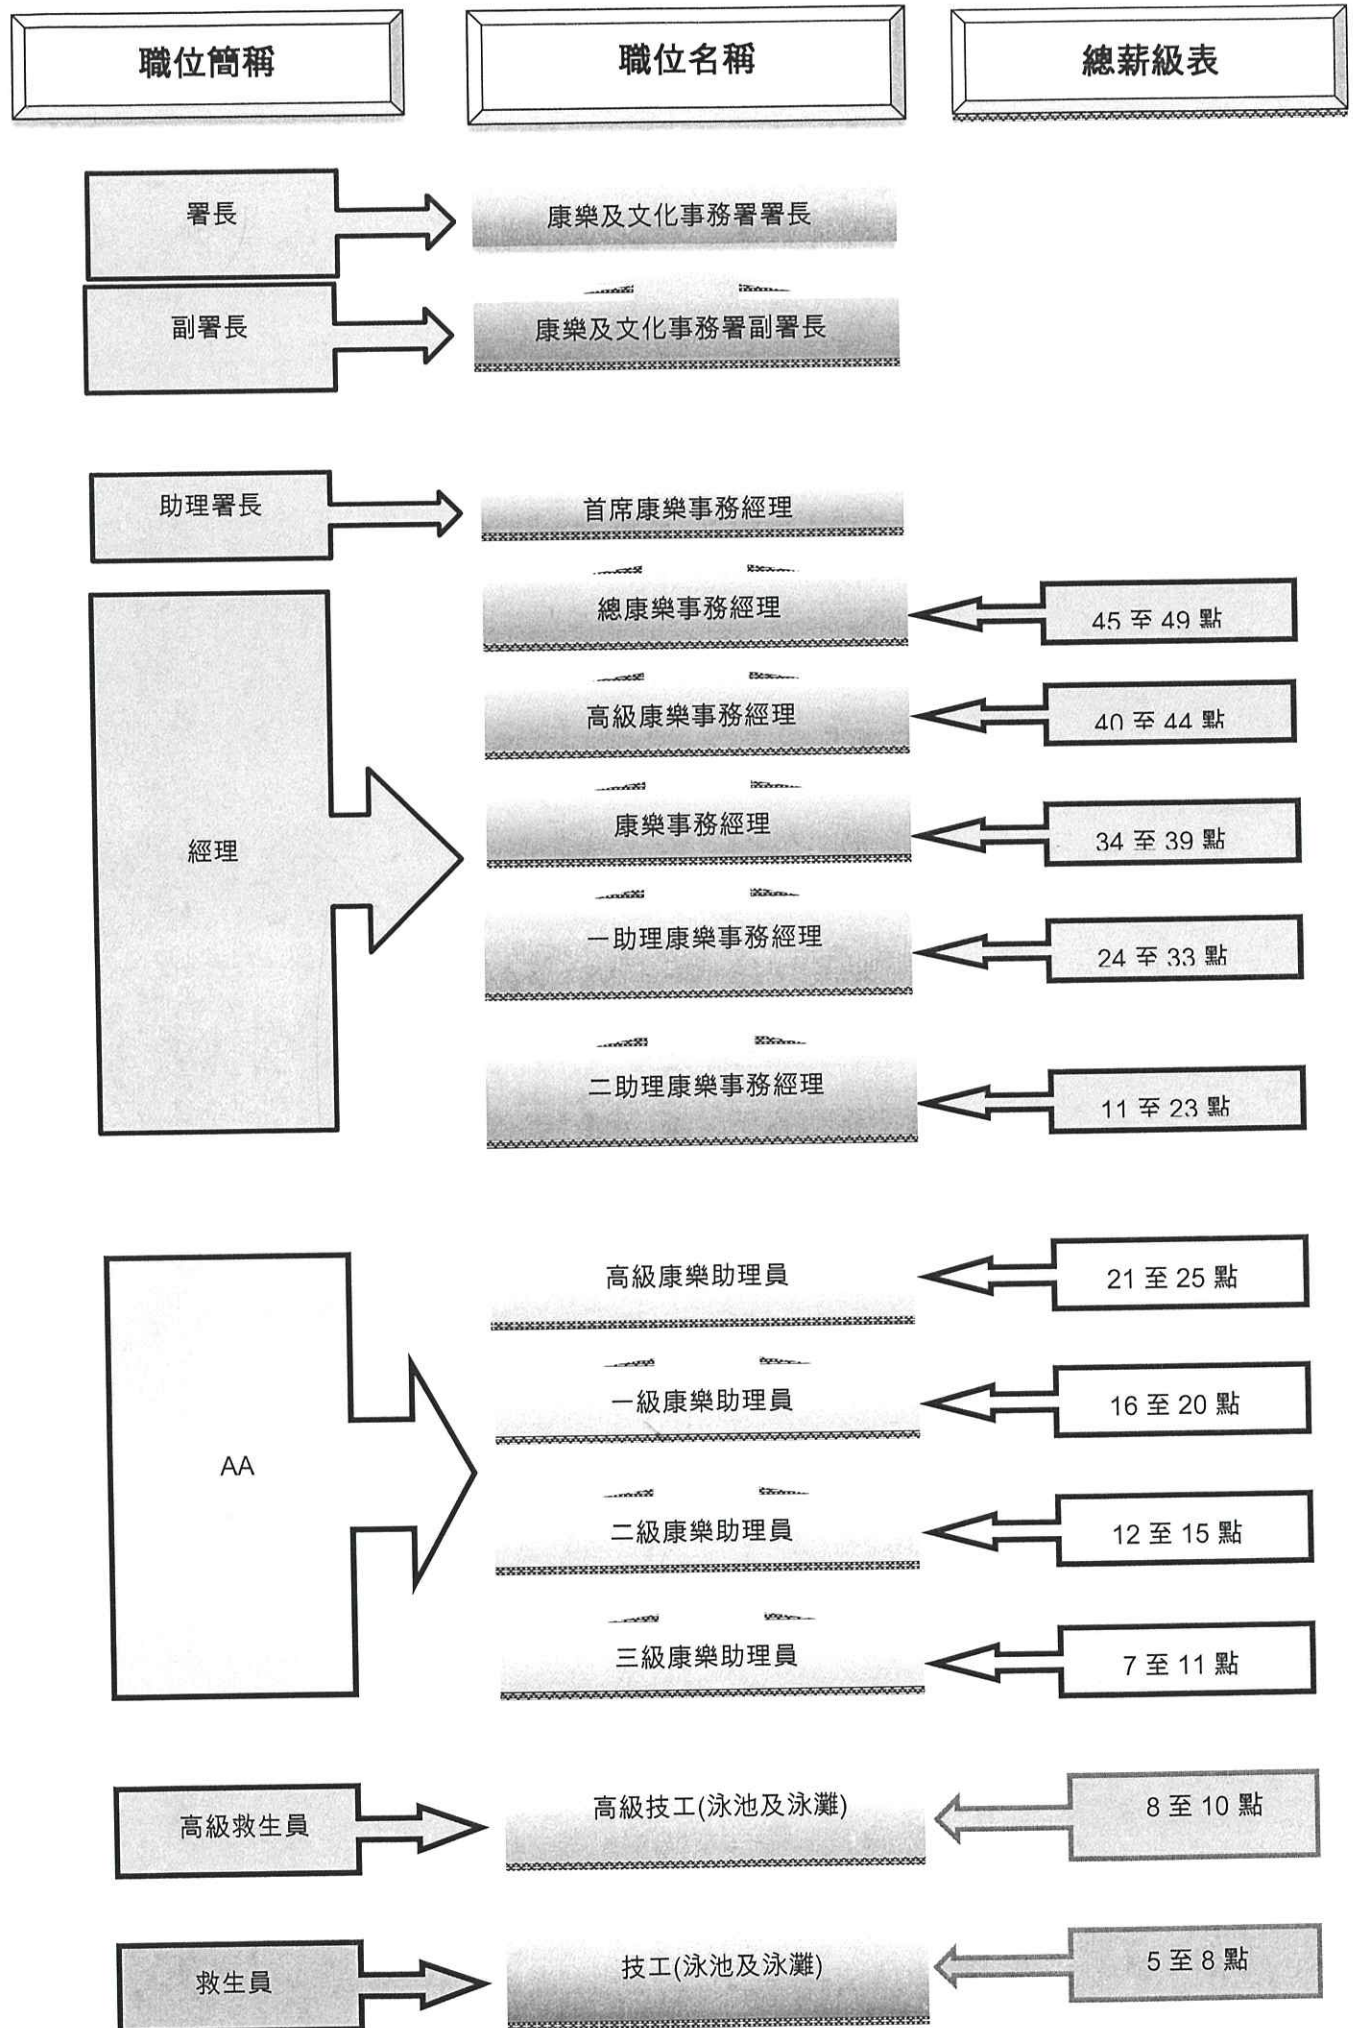 職位簡稱
職位名稱
總薪級表
署長
康樂及文化事務署署長
副署長
康樂及文化事務署副署長
助理署長
首席康樂事務經理
總康樂事務經理
45 至 49 點
高級康樂事務經理
40 至 44 點
經理
康樂事務經理
34 至 39 點
一助理康樂事務經理
24 至 33 點
二助理康樂事務經理
11 至 23 點
AA
高級康樂助理員
21 至 25 點
一級康樂助理員
16 至 20 點
二級康樂助理員
12 至 15 點
三級康樂助理員
7 至 11 點
高級救生員
高級技工(泳池及泳灘)
8 至 10 點
救生員
技工(泳池及泳灘)
5 至 8 點